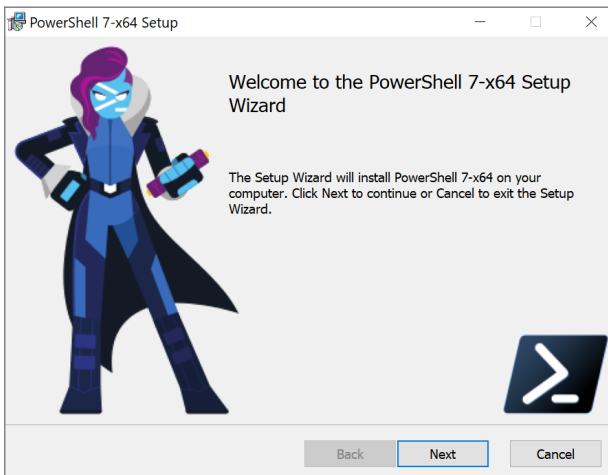 PowerShell 7-x64 Setup
Welcome to the PowerShell 7-x64 Setup
Wizard
The Setup Wizard will install PowerShell 7-x64 on your
computer. Click Next to continue or Cancel to exit the Setup
Wizard.
Back Next Cancel